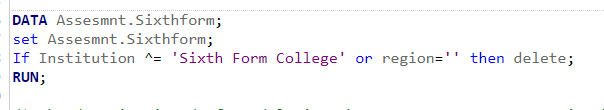 DATA Assesmnt.Sixthform;
set Assesmnt.Sixthform;
If Institution ^= 'Sixth Form College' or region='' then delete;
RUN;